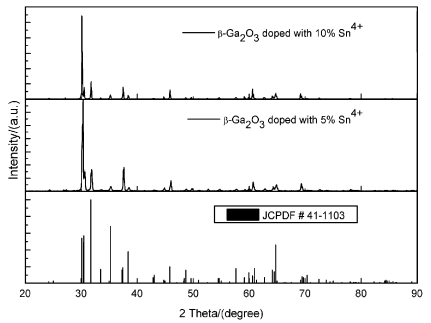 β-Ga2O3 doped with 10% Sn4+
β-Ga2O3 doped with 5% Sn4+
Intensity/(a.u.)
JCPDF # 41-1103
20 30 40 50 60 70 80 90
2 Theta/(degree)